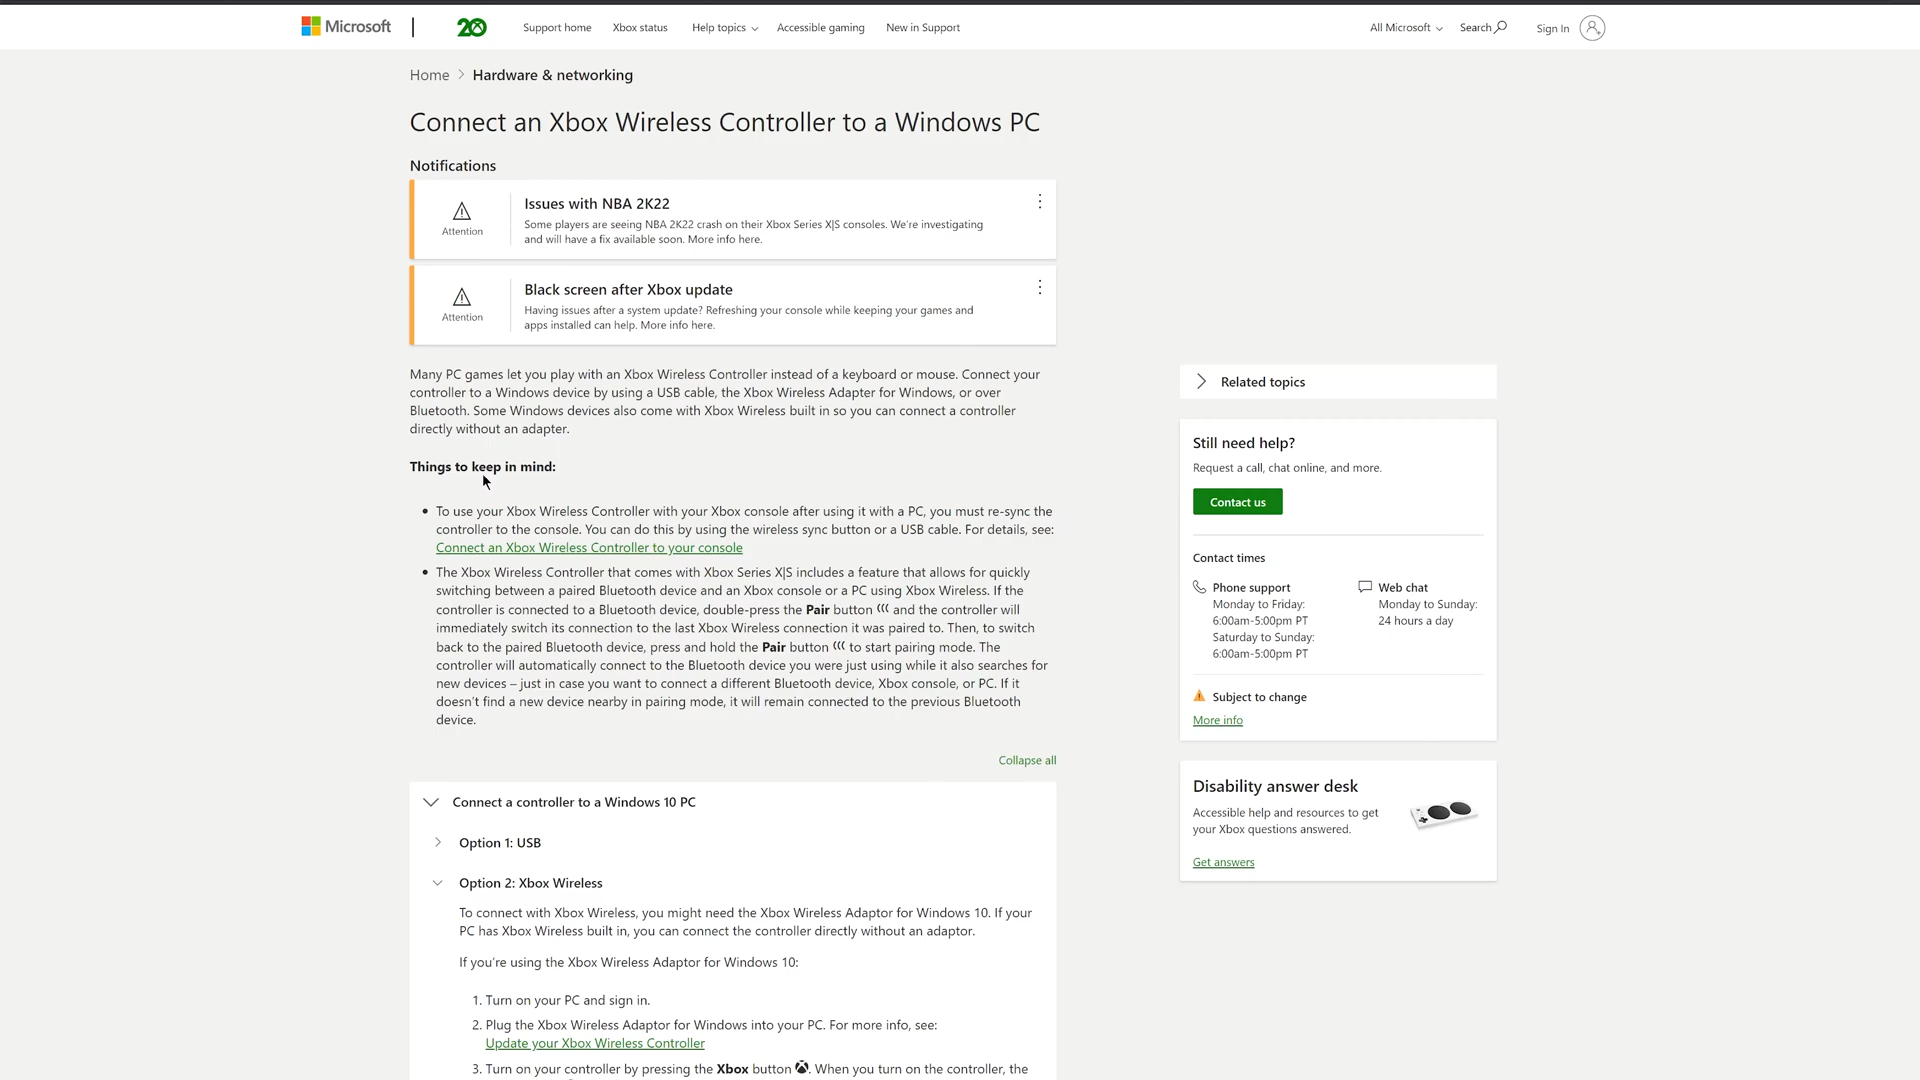 Microsoft
20
Support home
Xbox status
Help topics
Accessible gaming
New in Support
All Microsoft
Search
Sign In
Home > Hardware & networking
Connect an Xbox Wireless Controller to a Windows PC
Notifications
Attention
Issues with NBA 2K22
Some players are seeing NBA 2K22 crash on their Xbox Series X|S consoles. We're investigating
and will have a fix available soon. More info here.
Attention
Black screen after Xbox update
Having issues after a system update? Refreshing your console while keeping your games and
apps installed can help. More info here.
Many PC games let you play with an Xbox Wireless Controller instead of a keyboard or mouse. Connect your
controller to a Windows device by using a USB cable, the Xbox Wireless Adapter for Windows, or over
Bluetooth. Some Windows devices also come with Xbox Wireless built in so you can connect a controller
directly without an adapter.
Things to keep in mind:
• To use your Xbox Wireless Controller with your Xbox console after using it with a PC, you must re-sync the
controller to the console. You can do this by using the wireless sync button or a USB cable. For details, see:
Connect an Xbox Wireless Controller to your console
• The Xbox Wireless Controller that comes with Xbox Series X|S includes a feature that allows for quickly
switching between a paired Bluetooth device and an Xbox console or a PC using Xbox Wireless. If the
controller is connected to a Bluetooth device, double-press the Pair button and the controller will
immediately switch its connection to the last Xbox Wireless connection it was paired to. Then, to switch
back to the paired Bluetooth device, press and hold the Pair button to start pairing mode. The
controller will automatically connect to the Bluetooth device you were just using while it also searches for
new devices – just in case you want to connect a different Bluetooth device, Xbox console, or PC. If it
doesn't find a new device nearby in pairing mode, it will remain connected to the previous Bluetooth
device.
Collapse all
Connect a controller to a Windows 10 PC
Option 1: USB
Option 2: Xbox Wireless
To connect with Xbox Wireless, you might need the Xbox Wireless Adaptor for Windows 10. If your
PC has Xbox Wireless built in, you can connect the controller directly without an adaptor.
If you're using the Xbox Wireless Adaptor for Windows 10:
1. Turn on your PC and sign in.
2. Plug the Xbox Wireless Adaptor for Windows into your PC. For more info, see:
Update your Xbox Wireless Controller
3. Turn on your controller by pressing the Xbox button . When you turn on the controller, the
Related topics
Still need help?
Request a call, chat online, and more.
Contact us
Contact times
Phone support
Monday to Friday:
6:00am-5:00pm PT
Saturday to Sunday:
6:00am-5:00pm PT
Web chat
Monday to Sunday:
24 hours a day
Subject to change
More info
Disability answer desk
Accessible help and resources to get
your Xbox questions answered.
Get answers